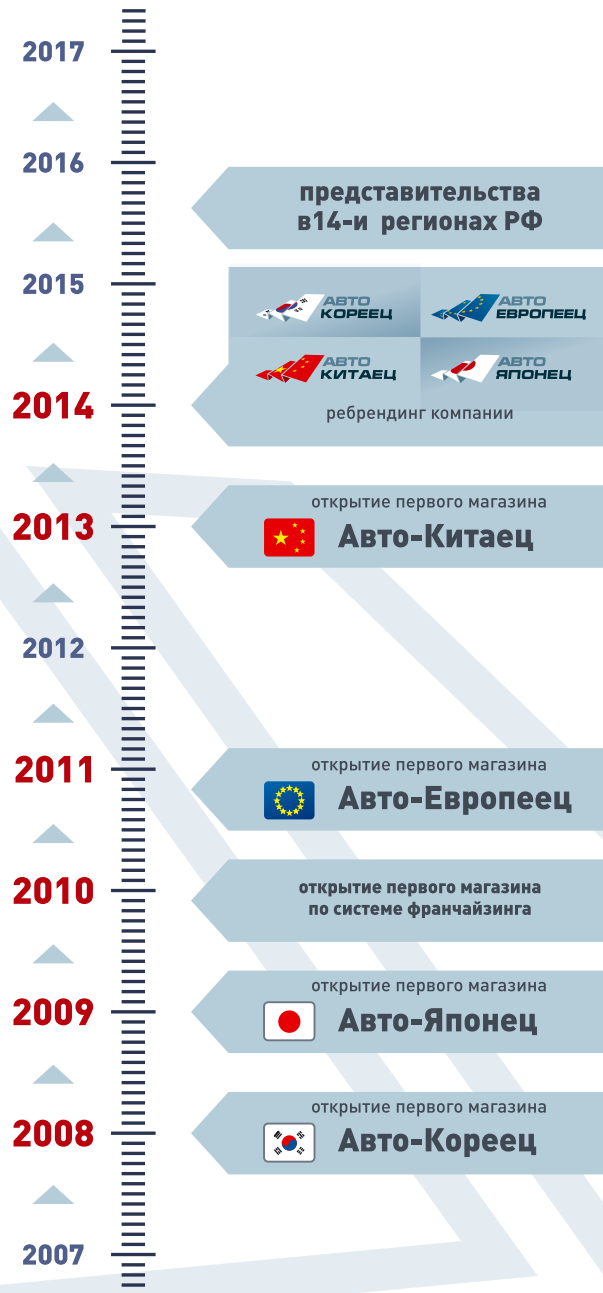 2017
2016
представительства
в14-и регионах РФ
2015
АВТО
КОРЕЕЦ
АВТО
ЕВРОПЕЕЦ
АВТО
КИТАЕЦ
АВТО
ЯПОНЕЦ
2014
ребрендинг компании
2013
открытие первого магазина
Авто-Китаец
2012
2011
открытие первого магазина
Авто-Европеец
2010
открытие первого магазина
по системе франчайзинга
2009
открытие первого магазина
Авто-Японец
2008
открытие первого магазина
Авто-Кореец
2007